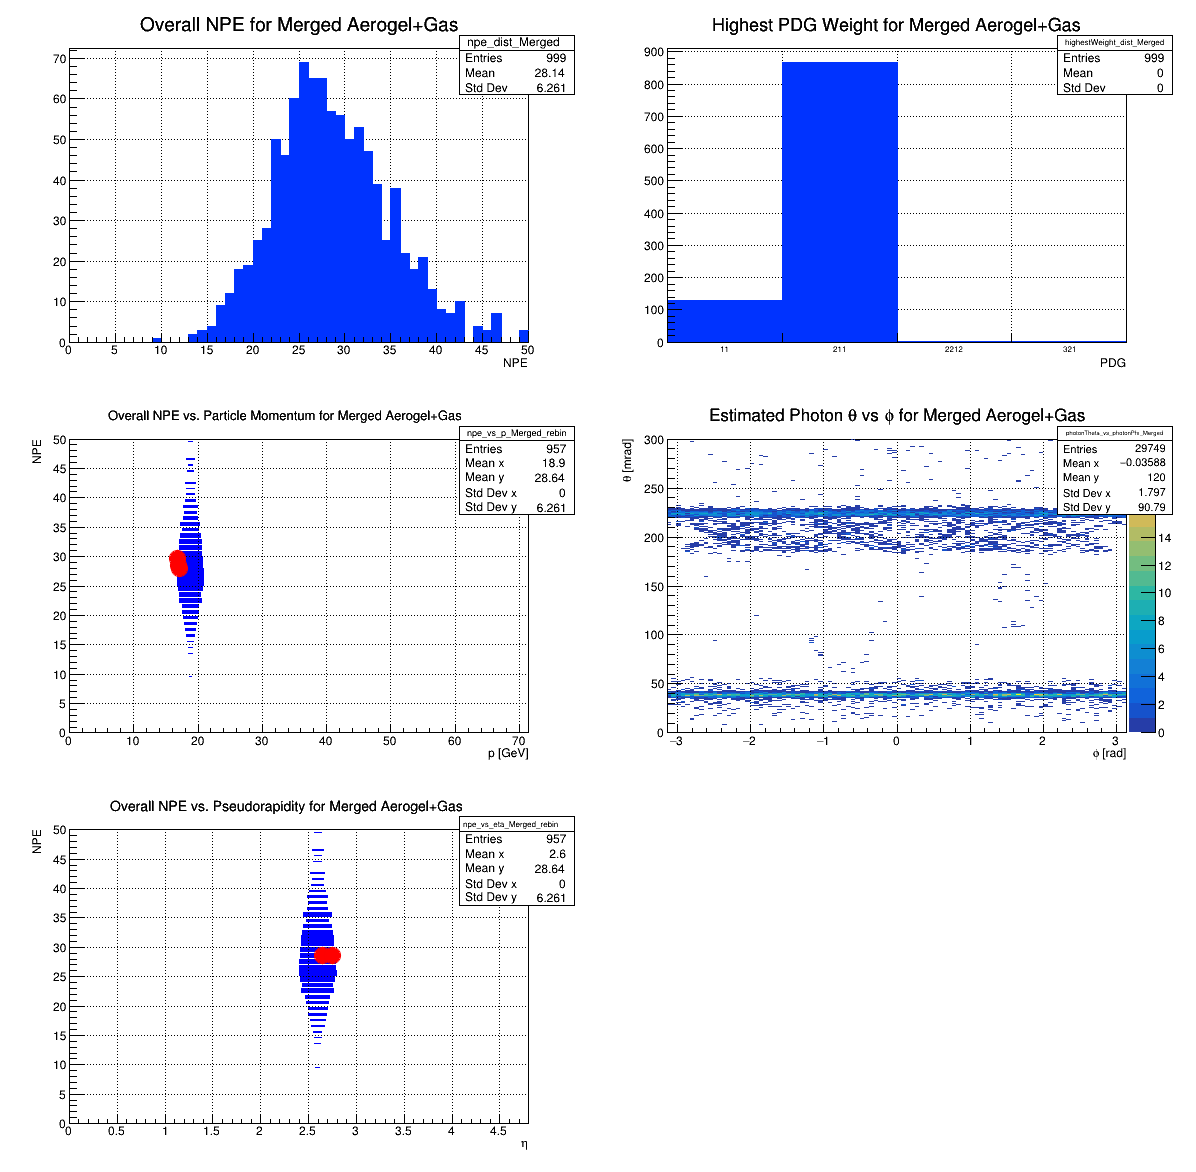 Overall NPE for Merged Aerogel+Gas
npe_dist_Merged
Entries 999
Mean 28.14
Std Dev 6.261
70
60
50
40
30
20
10
0
0 5 10 15 20 25 30 35 40 45 50
NPE
Highest PDG Weight for Merged Aerogel+Gas
highestWeight_dist_Merged
Entries 999
Mean 0
Std Dev 0
900
800
700
600
500
400
300
200
100
0
11 211 2212 321
PDG
Overall NPE vs. Particle Momentum for Merged Aerogel+Gas
npe_vs_p_Merged_rebin
Entries 957
Mean x 18.9
Mean y 28.64
Std Dev x 0
Std Dev y 6.261
NPE
50
45
40
35
30
25
20
15
10
5
0
0 10 20 30 40 50 60 70
p [GeV]
Estimated Photon θ vs ϕ for Merged Aerogel+Gas
photonTheta_vs_photonPhi_Merged
Entries 29749
Mean x −0.03588
Mean y 120
Std Dev x 1.797
Std Dev y 90.79
θ [mrad]
300
250
200
150
100
50
0
−3 −2 −1 0 1 2 3
ϕ [rad]
14
12
10
8
6
4
2
0
Overall NPE vs. Pseudorapidity for Merged Aerogel+Gas
npe_vs_eta_Merged_rebin
Entries 957
Mean x 2.6
Mean y 28.64
Std Dev x 0
Std Dev y 6.261
NPE
50
45
40
35
30
25
20
15
10
5
0
0 0.5 1 1.5 2 2.5 3 3.5 4 4.5
η